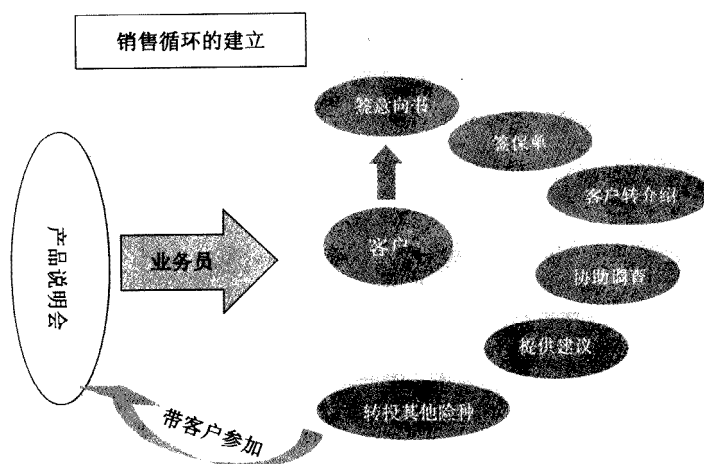 销售循环的建立
签意向书
签保单
客户转介绍
产品说明会
业务员
客户
协助调查
提供建议
转投其他险种
带客户参加